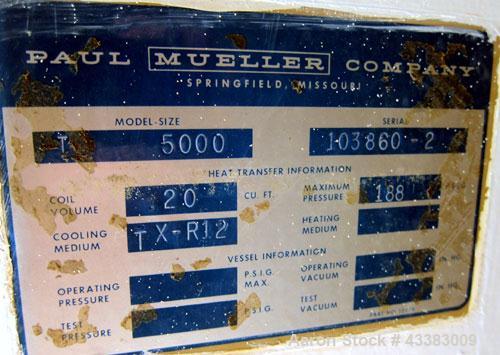 PAUL MUELLER COMPANY
SPRINGFIELD, MISSOURI
MODEL-SIZE SERIAL
T 5000 103860-2
HEAT TRANSFER INFORMATION
COIL VOLUME 20 CU. FT. MAXIMUM PRESSURE 188
COOLING MEDIUM TX-R12 HEATING MEDIUM
VESSEL INFORMATION
OPERATING PRESSURE P.S.I.G. MAX. OPERATING VACUUM IN. HG.
TEST PRESSURE P.S.I.G. TEST VACUUM IN. HG.
Aaron Stock # 43383009